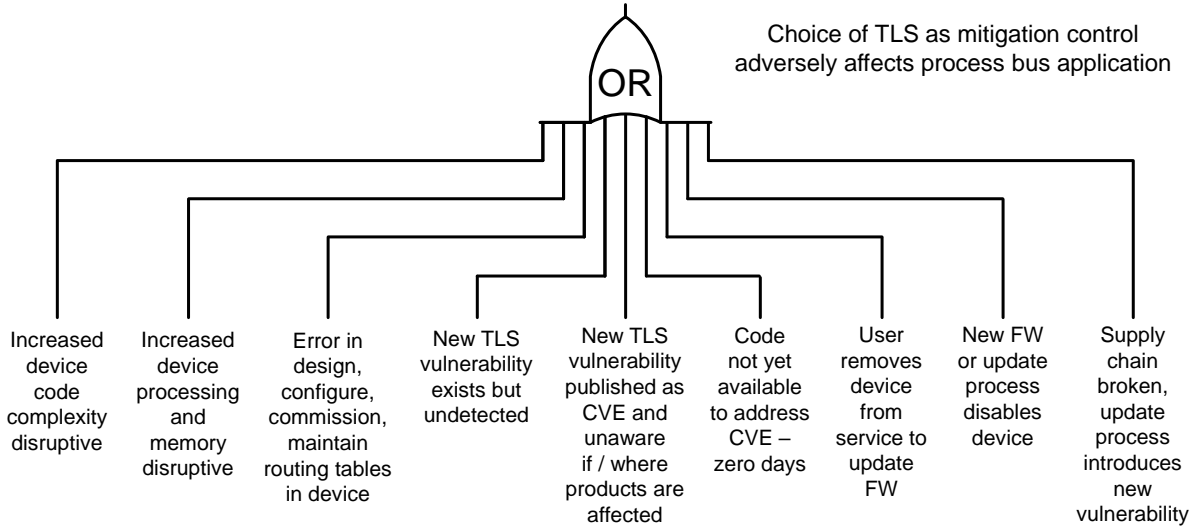 Choice of TLS as mitigation control
adversely affects process bus application
OR
Increased
device
code
complexity
disruptive
Increased
device
processing
and
memory
disruptive
Error in
design,
configure,
commission,
maintain
routing tables
in device
New TLS
vulnerability
exists but
undetected
New TLS
vulnerability
published as
CVE and
unaware
if / where
products are
affected
Code
not yet
available
to address
CVE –
zero days
User
removes
device
from
service to
update
FW
New FW
or update
process
disables
device
Supply
chain
broken,
update
process
introduces
new
vulnerability